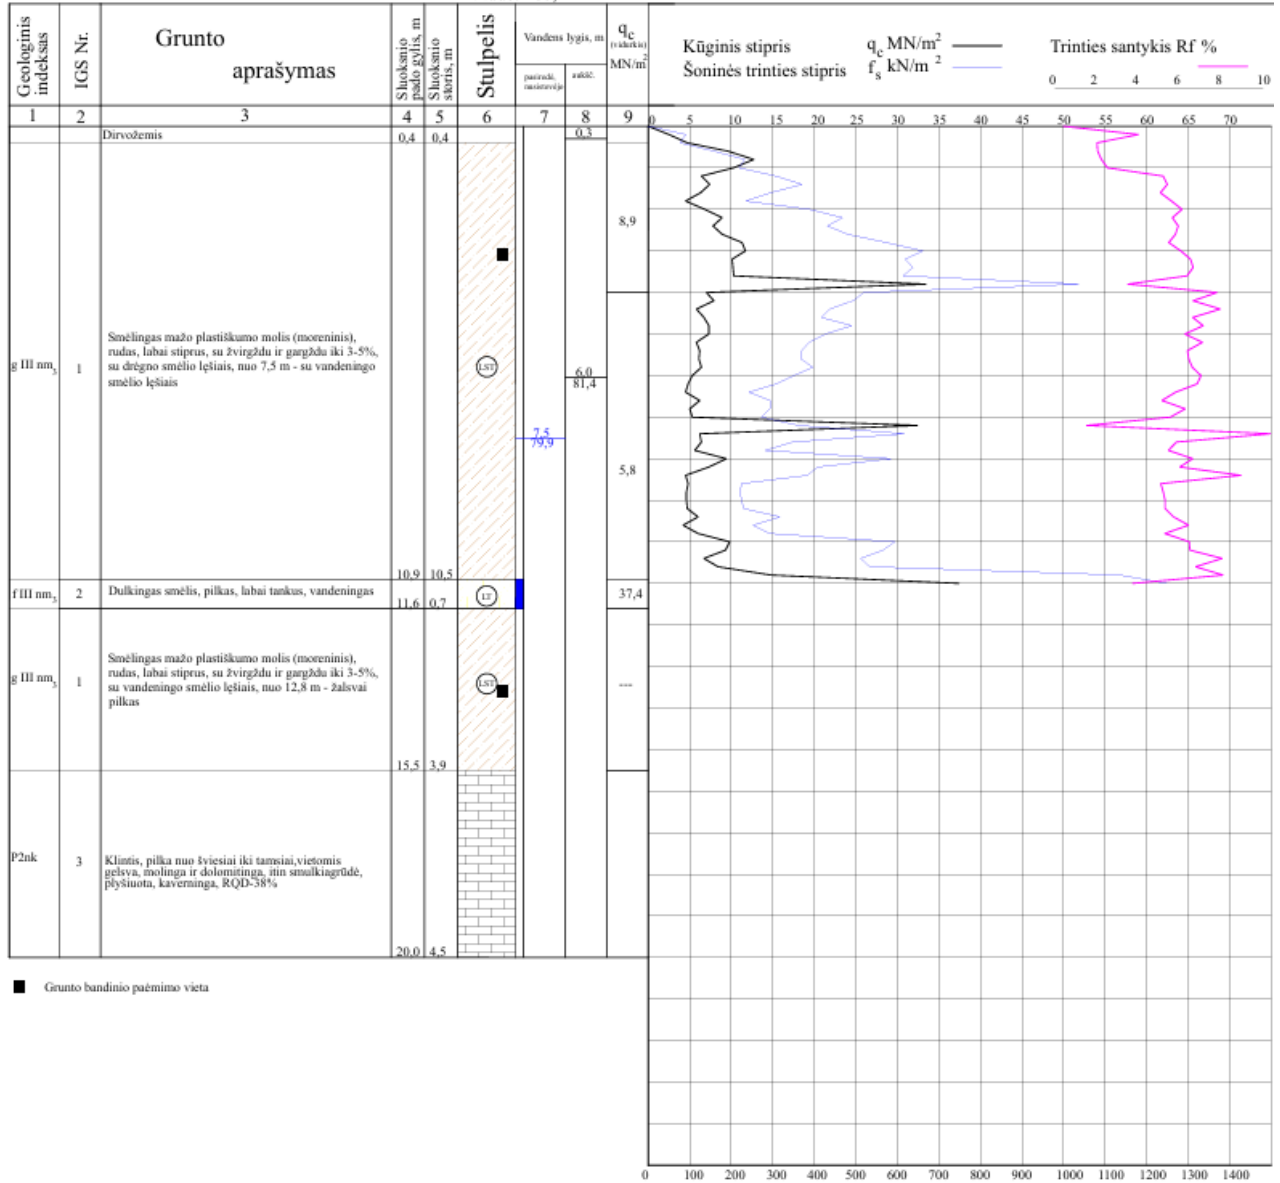 Geologinis
indeksas
IGS Nr.
Grunto
aprašymas
Sluoksnio
pado gylis, m
Sluoksnio
storis, m
Stulpelis
Vandens lygis, m
pasirodė,
nusistovėjo
aukšč.
qc
(vidurkis)
MN/m²
Kūginis stipris qc MN/m²
Šoninės trinties stipris fs kN/m²
Trinties santykis Rf %
0 2 4 6 8 10
1 2 3 4 5 6 7 8 9
0 5 10 15 20 25 30 35 40 45 50 55 60 65 70
Dirvožemis 0,4 0,4 0,3
8,9
g III nm3 1
Smėlingas mažo plastiškumo molis (moreninis),
rudas, labai stiprus, su žvirgždu ir gargždu iki 3-5%,
su drėgno smėlio lęšiais, nuo 7,5 m - su vandeningo
smėlio lęšiais
LST
6,0
81,4
7,5
79,9
5,8
10,9 10,5
f III nm3 2 Dulkingas smėlis, pilkas, labai tankus, vandeningas
11,6 0,7
LT
37,4
g III nm3 1
Smėlingas mažo plastiškumo molis (moreninis),
rudas, labai stiprus, su žvirgždu ir gargždu iki 3-5%,
su vandeningo smėlio lęšiais, nuo 12,8 m - žalsvai
pilkas
LST
---
15,5 3,9
P2nk 3
Klintis, pilka nuo šviesiai iki tamsiai,vietomis
gelsva, molinga ir dolomitinga, itin smulkiagrūdė,
plyšiuota, kaverninga, RQD-38%
20,0 4,5
Grunto bandinio paėmimo vieta
0 100 200 300 400 500 600 700 800 900 1000 1100 1200 1300 1400